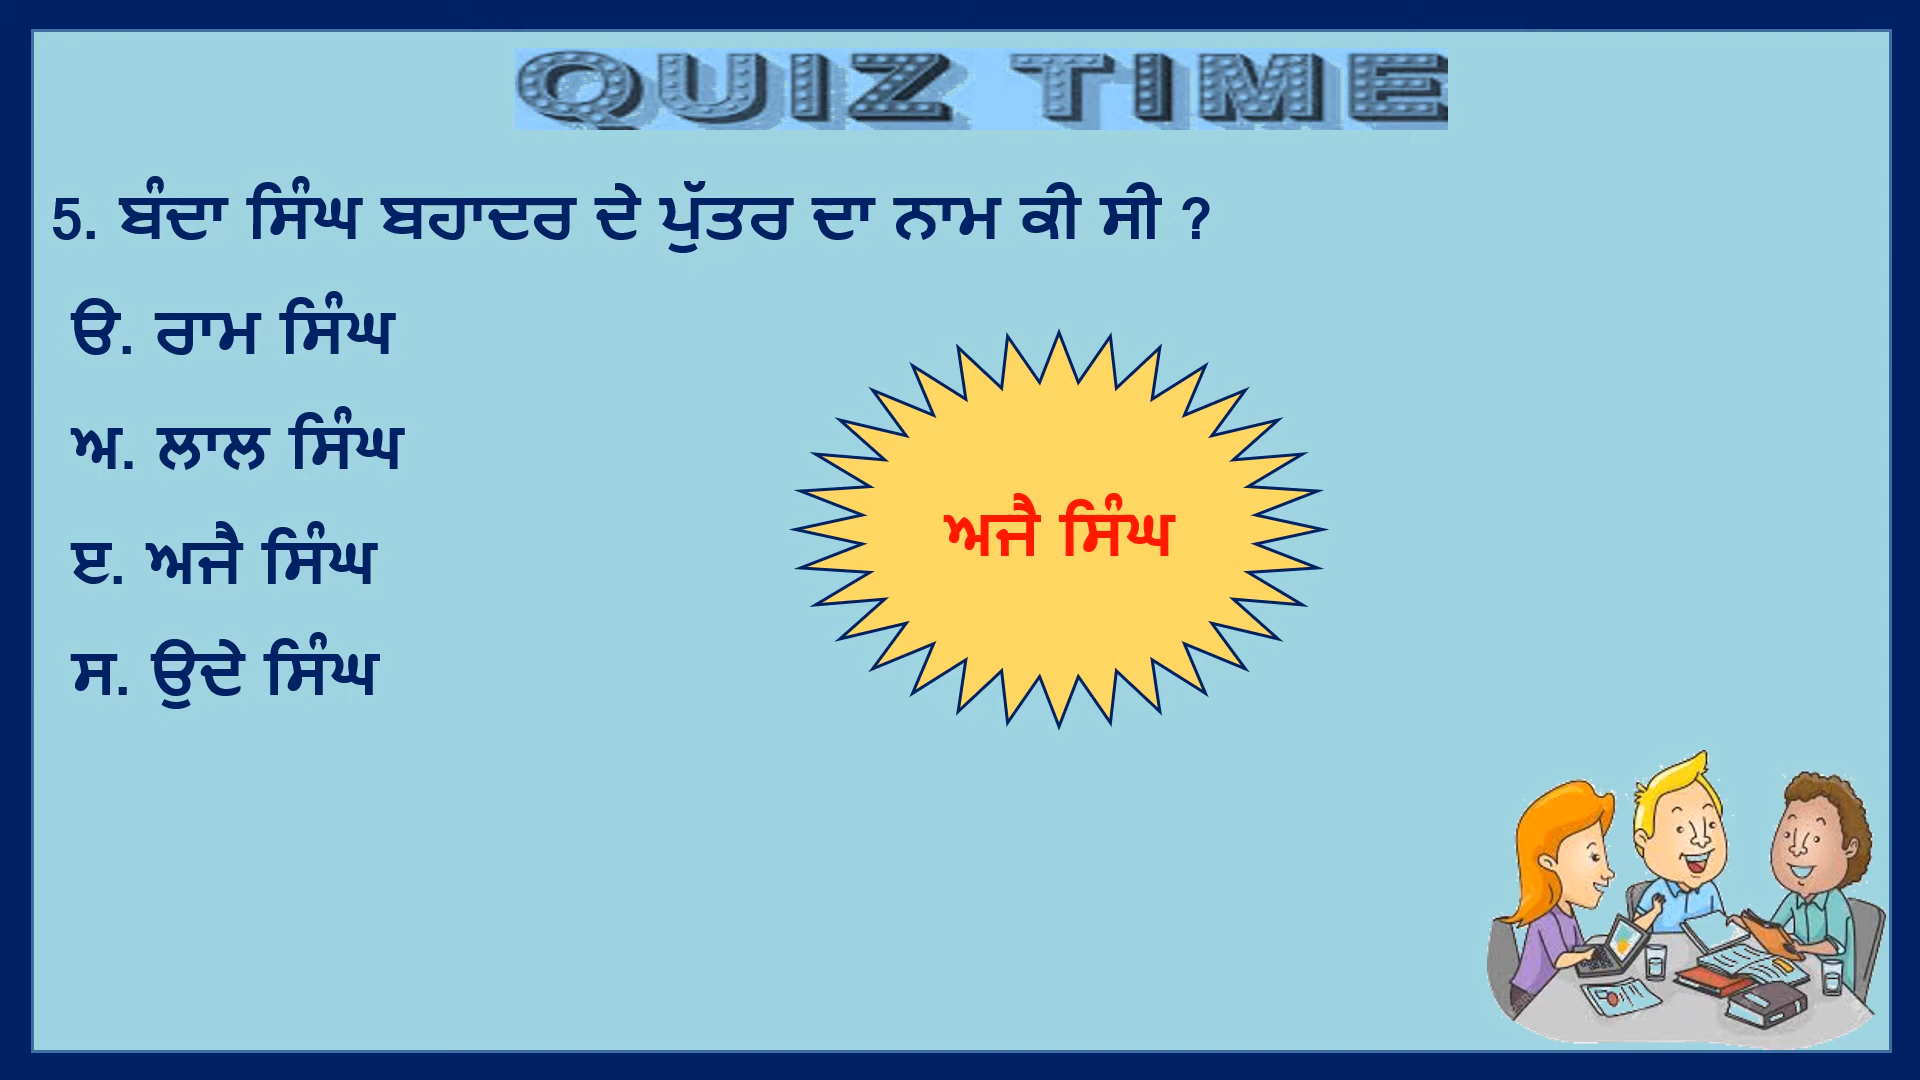 QUIZ TIME
5. ਬੰਦਾ ਸਿੰਘ ਬਹਾਦਰ ਦੇ ਪੁੱਤਰ ਦਾ ਨਾਮ ਕੀ ਸੀ ?
ੳ. ਰਾਮ ਸਿੰਘ
ਅ. ਲਾਲ ਸਿੰਘ
ੲ. ਅਜੈ ਸਿੰਘ
ਸ. ਉਦੇ ਸਿੰਘ
ਅਜੈ ਸਿੰਘ